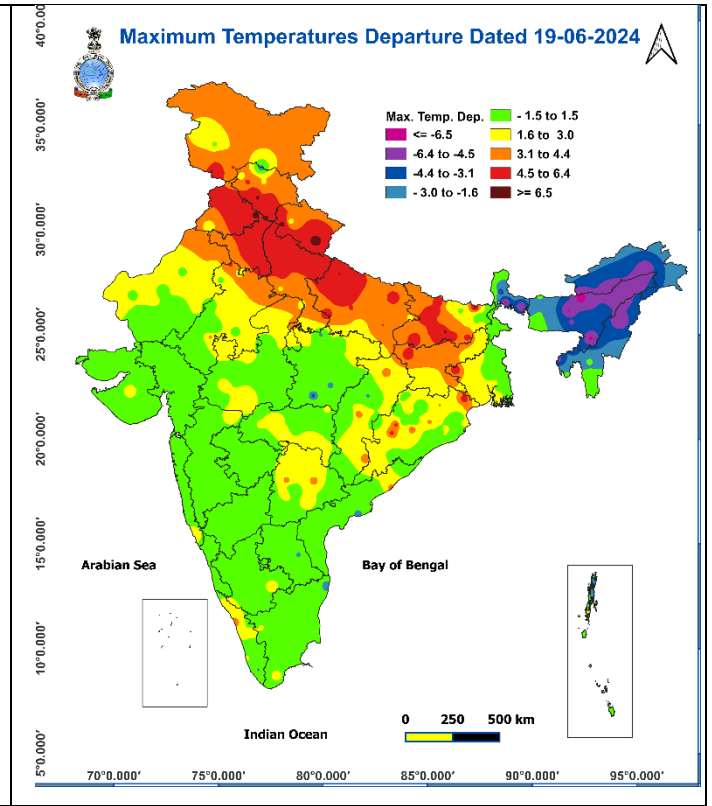 Maximum Temperatures Departure Dated 19-06-2024
Max. Temp. Dep.
<= -6.5
-6.4 to -4.5
-4.4 to -3.1
- 3.0 to -1.6
- 1.5 to 1.5
1.6 to 3.0
3.1 to 4.4
4.5 to 6.4
>= 6.5
40°0.000'
35°0.000'
30°0.000'
25°0.000'
20°0.000'
15°0.000'
10°0.000'
5°0.000'
Arabian Sea
Bay of Bengal
Indian Ocean
0 250 500 km
70°0.000' 75°0.000' 80°0.000' 85°0.000' 90°0.000' 95°0.000'